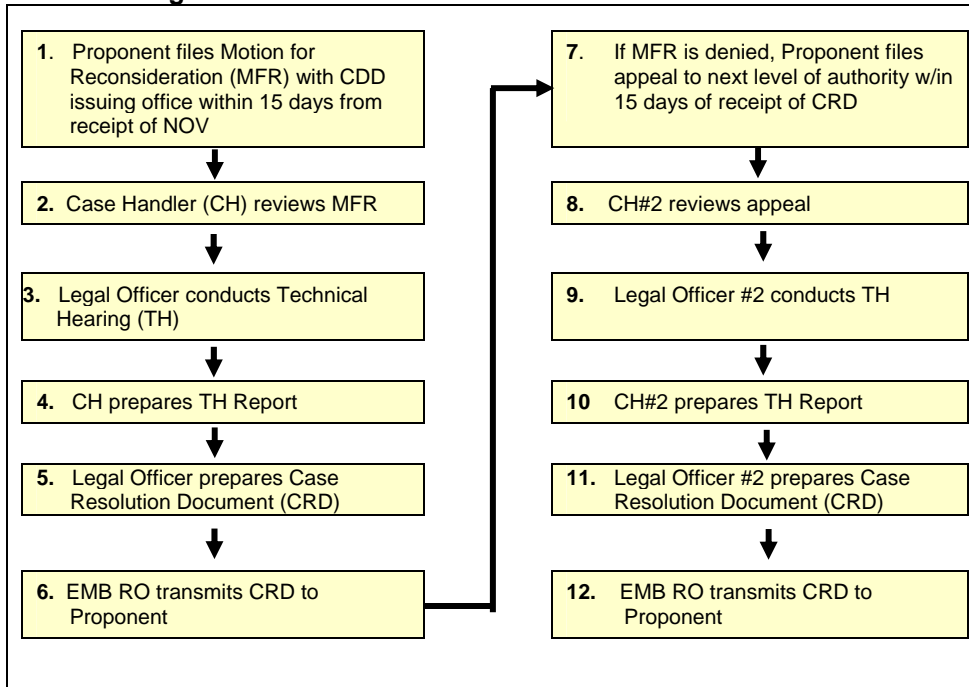 1. Proponent files Motion for
Reconsideration (MFR) with CDD
issuing office within 15 days from
receipt of NOV
2. Case Handler (CH) reviews MFR
3. Legal Officer conducts Technical
Hearing (TH)
4. CH prepares TH Report
5. Legal Officer prepares Case
Resolution Document (CRD)
6. EMB RO transmits CRD to
Proponent
7. If MFR is denied, Proponent files
appeal to next level of authority w/in
15 days of receipt of CRD
8. CH#2 reviews appeal
9. Legal Officer #2 conducts TH
10 CH#2 prepares TH Report
11. Legal Officer #2 prepares Case
Resolution Document (CRD)
12. EMB RO transmits CRD to
Proponent